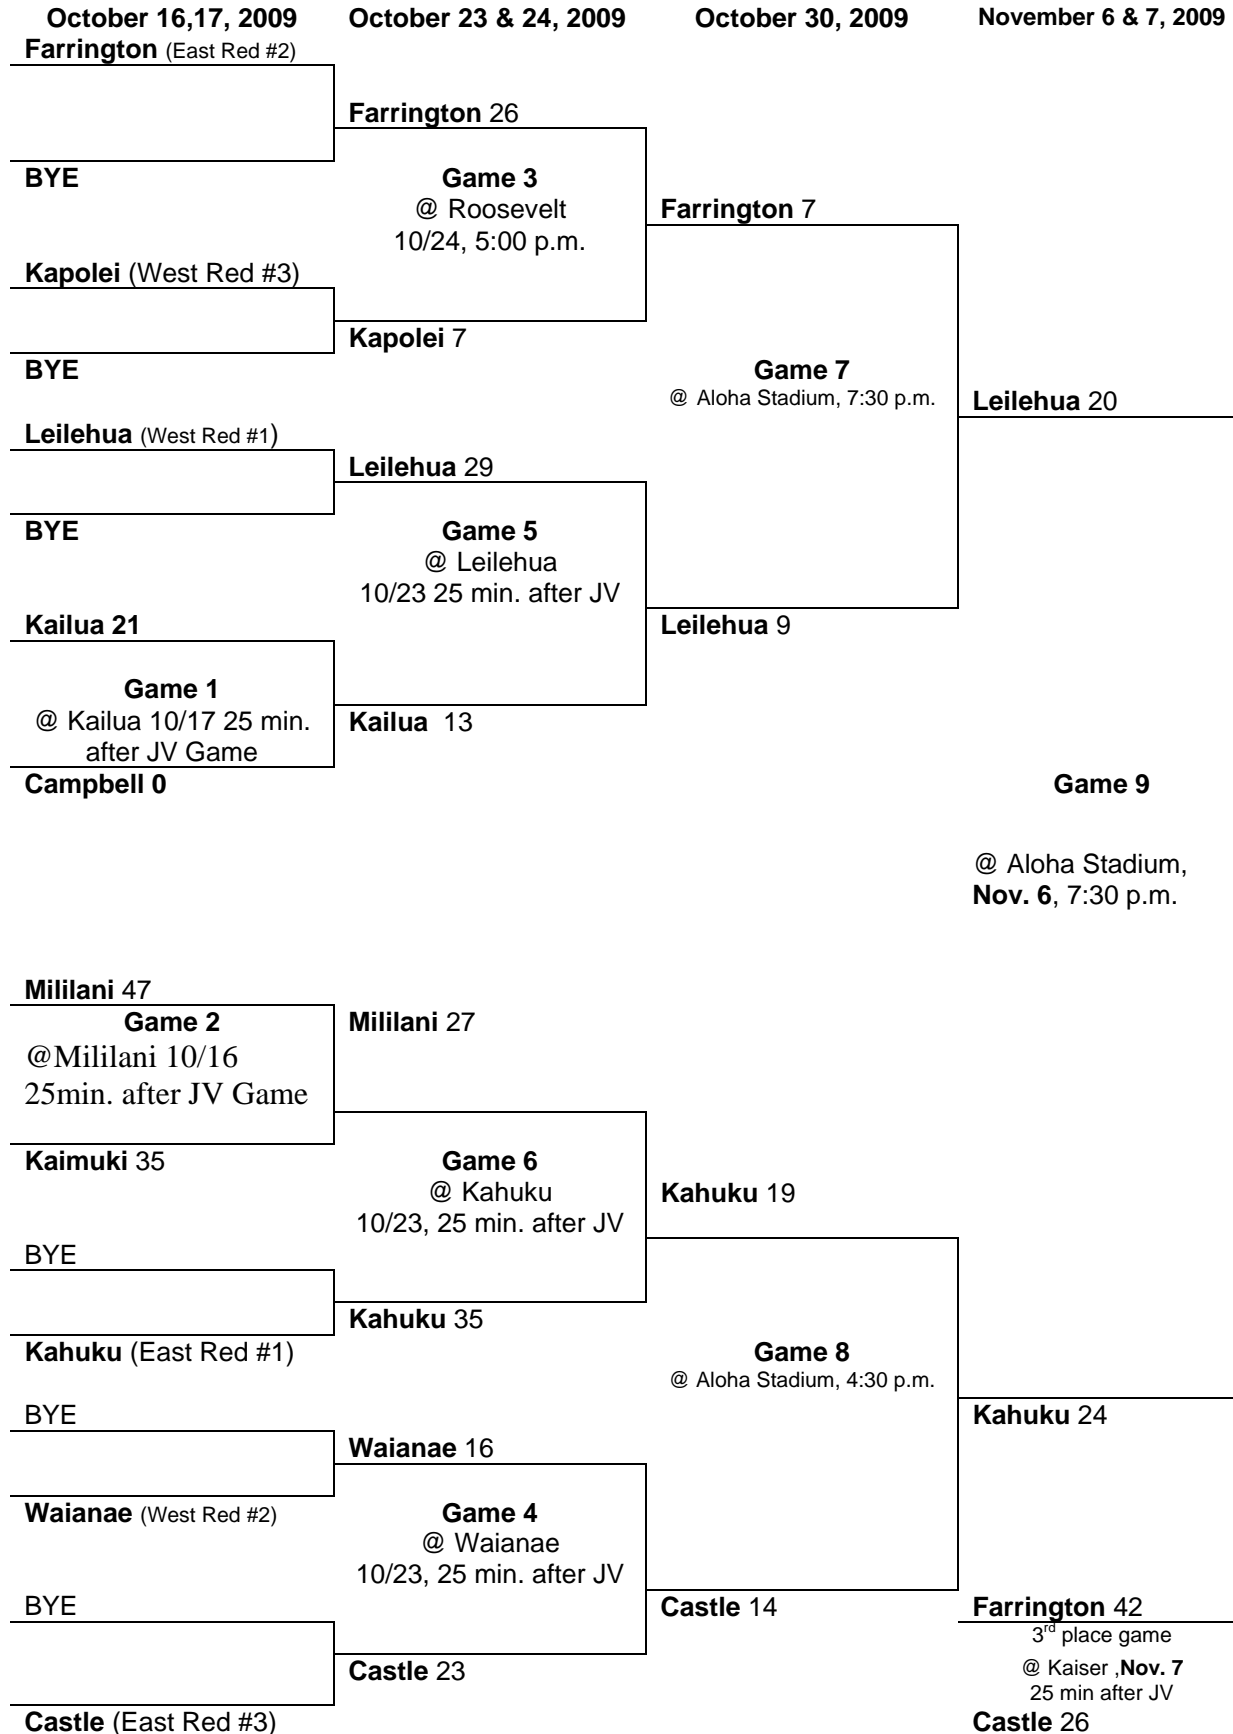 October 16,17, 2009
October 23 & 24, 2009
October 30, 2009
November 6 & 7, 2009
Farrington (East Red #2)
BYE
Kapolei (West Red #3)
BYE
Leilehua (West Red #1)
BYE
Kailua 21
Game 1
@ Kailua 10/17 25 min.
after JV Game
Campbell 0
Mililani 47
Game 2
@Mililani 10/16
25min. after JV Game
Kaimuki 35
BYE
Kahuku (East Red #1)
BYE
Waianae (West Red #2)
BYE
Castle (East Red #3)
Farrington 26
Game 3
@ Roosevelt
10/24, 5:00 p.m.
Kapolei 7
Leilehua 29
Game 5
@ Leilehua
10/23 25 min. after JV
Kailua 13
Mililani 27
Game 6
@ Kahuku
10/23, 25 min. after JV
Kahuku 35
Waianae 16
Game 4
@ Waianae
10/23, 25 min. after JV
Castle 23
Farrington 7
Game 7
@ Aloha Stadium, 7:30 p.m.
Leilehua 9
Kahuku 19
Game 8
@ Aloha Stadium, 4:30 p.m.
Castle 14
Leilehua 20
Game 9
@ Aloha Stadium,
Nov. 6, 7:30 p.m.
Kahuku 24
Farrington 42
3rd place game
@ Kaiser ,Nov. 7
25 min after JV
Castle 26